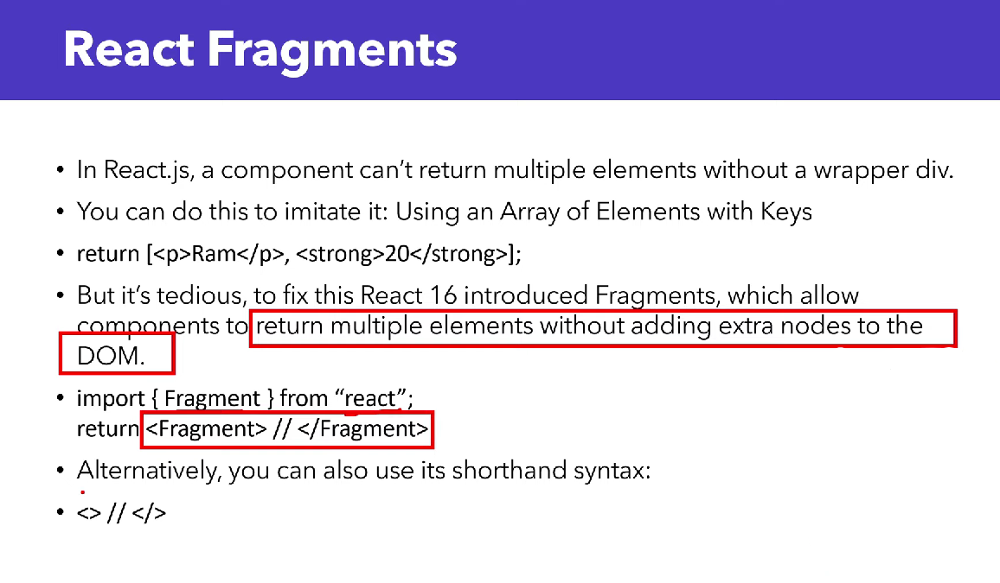 React Fragments
• In React.js, a component can’t return multiple elements without a wrapper div.
• You can do this to imitate it: Using an Array of Elements with Keys
• return [<p>Ram</p>, <strong>20</strong>];
• But it’s tedious, to fix this React 16 introduced Fragments, which allow
components to return multiple elements without adding extra nodes to the
DOM.
• import { Fragment } from “react”;
return <Fragment> // </Fragment>
• Alternatively, you can also use its shorthand syntax:
• <> // </>